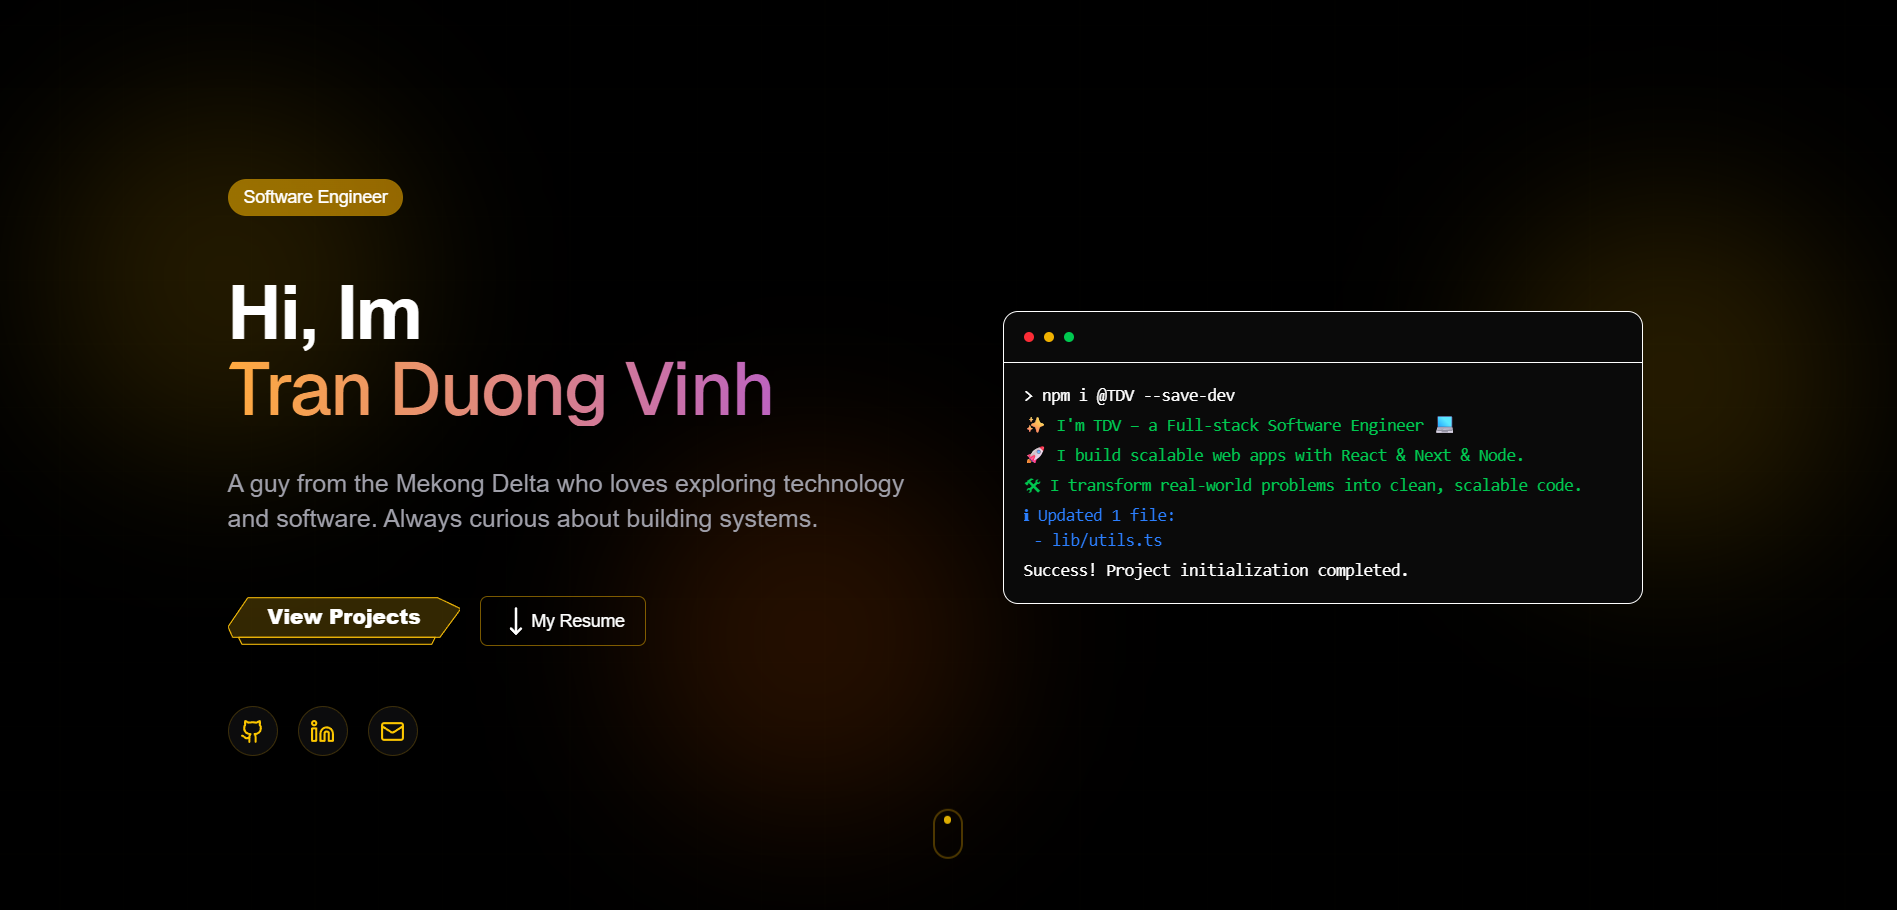 Software Engineer
Hi, Im
Tran Duong Vinh
A guy from the Mekong Delta who loves exploring technology
and software. Always curious about building systems.
View Projects
My Resume
> npm i @TDV --save-dev
✨ I'm TDV – a Full-stack Software Engineer 💻
🚀 I build scalable web apps with React & Next & Node.
🛠 I transform real-world problems into clean, scalable code.
ℹ Updated 1 file:
- lib/utils.ts
Success! Project initialization completed.